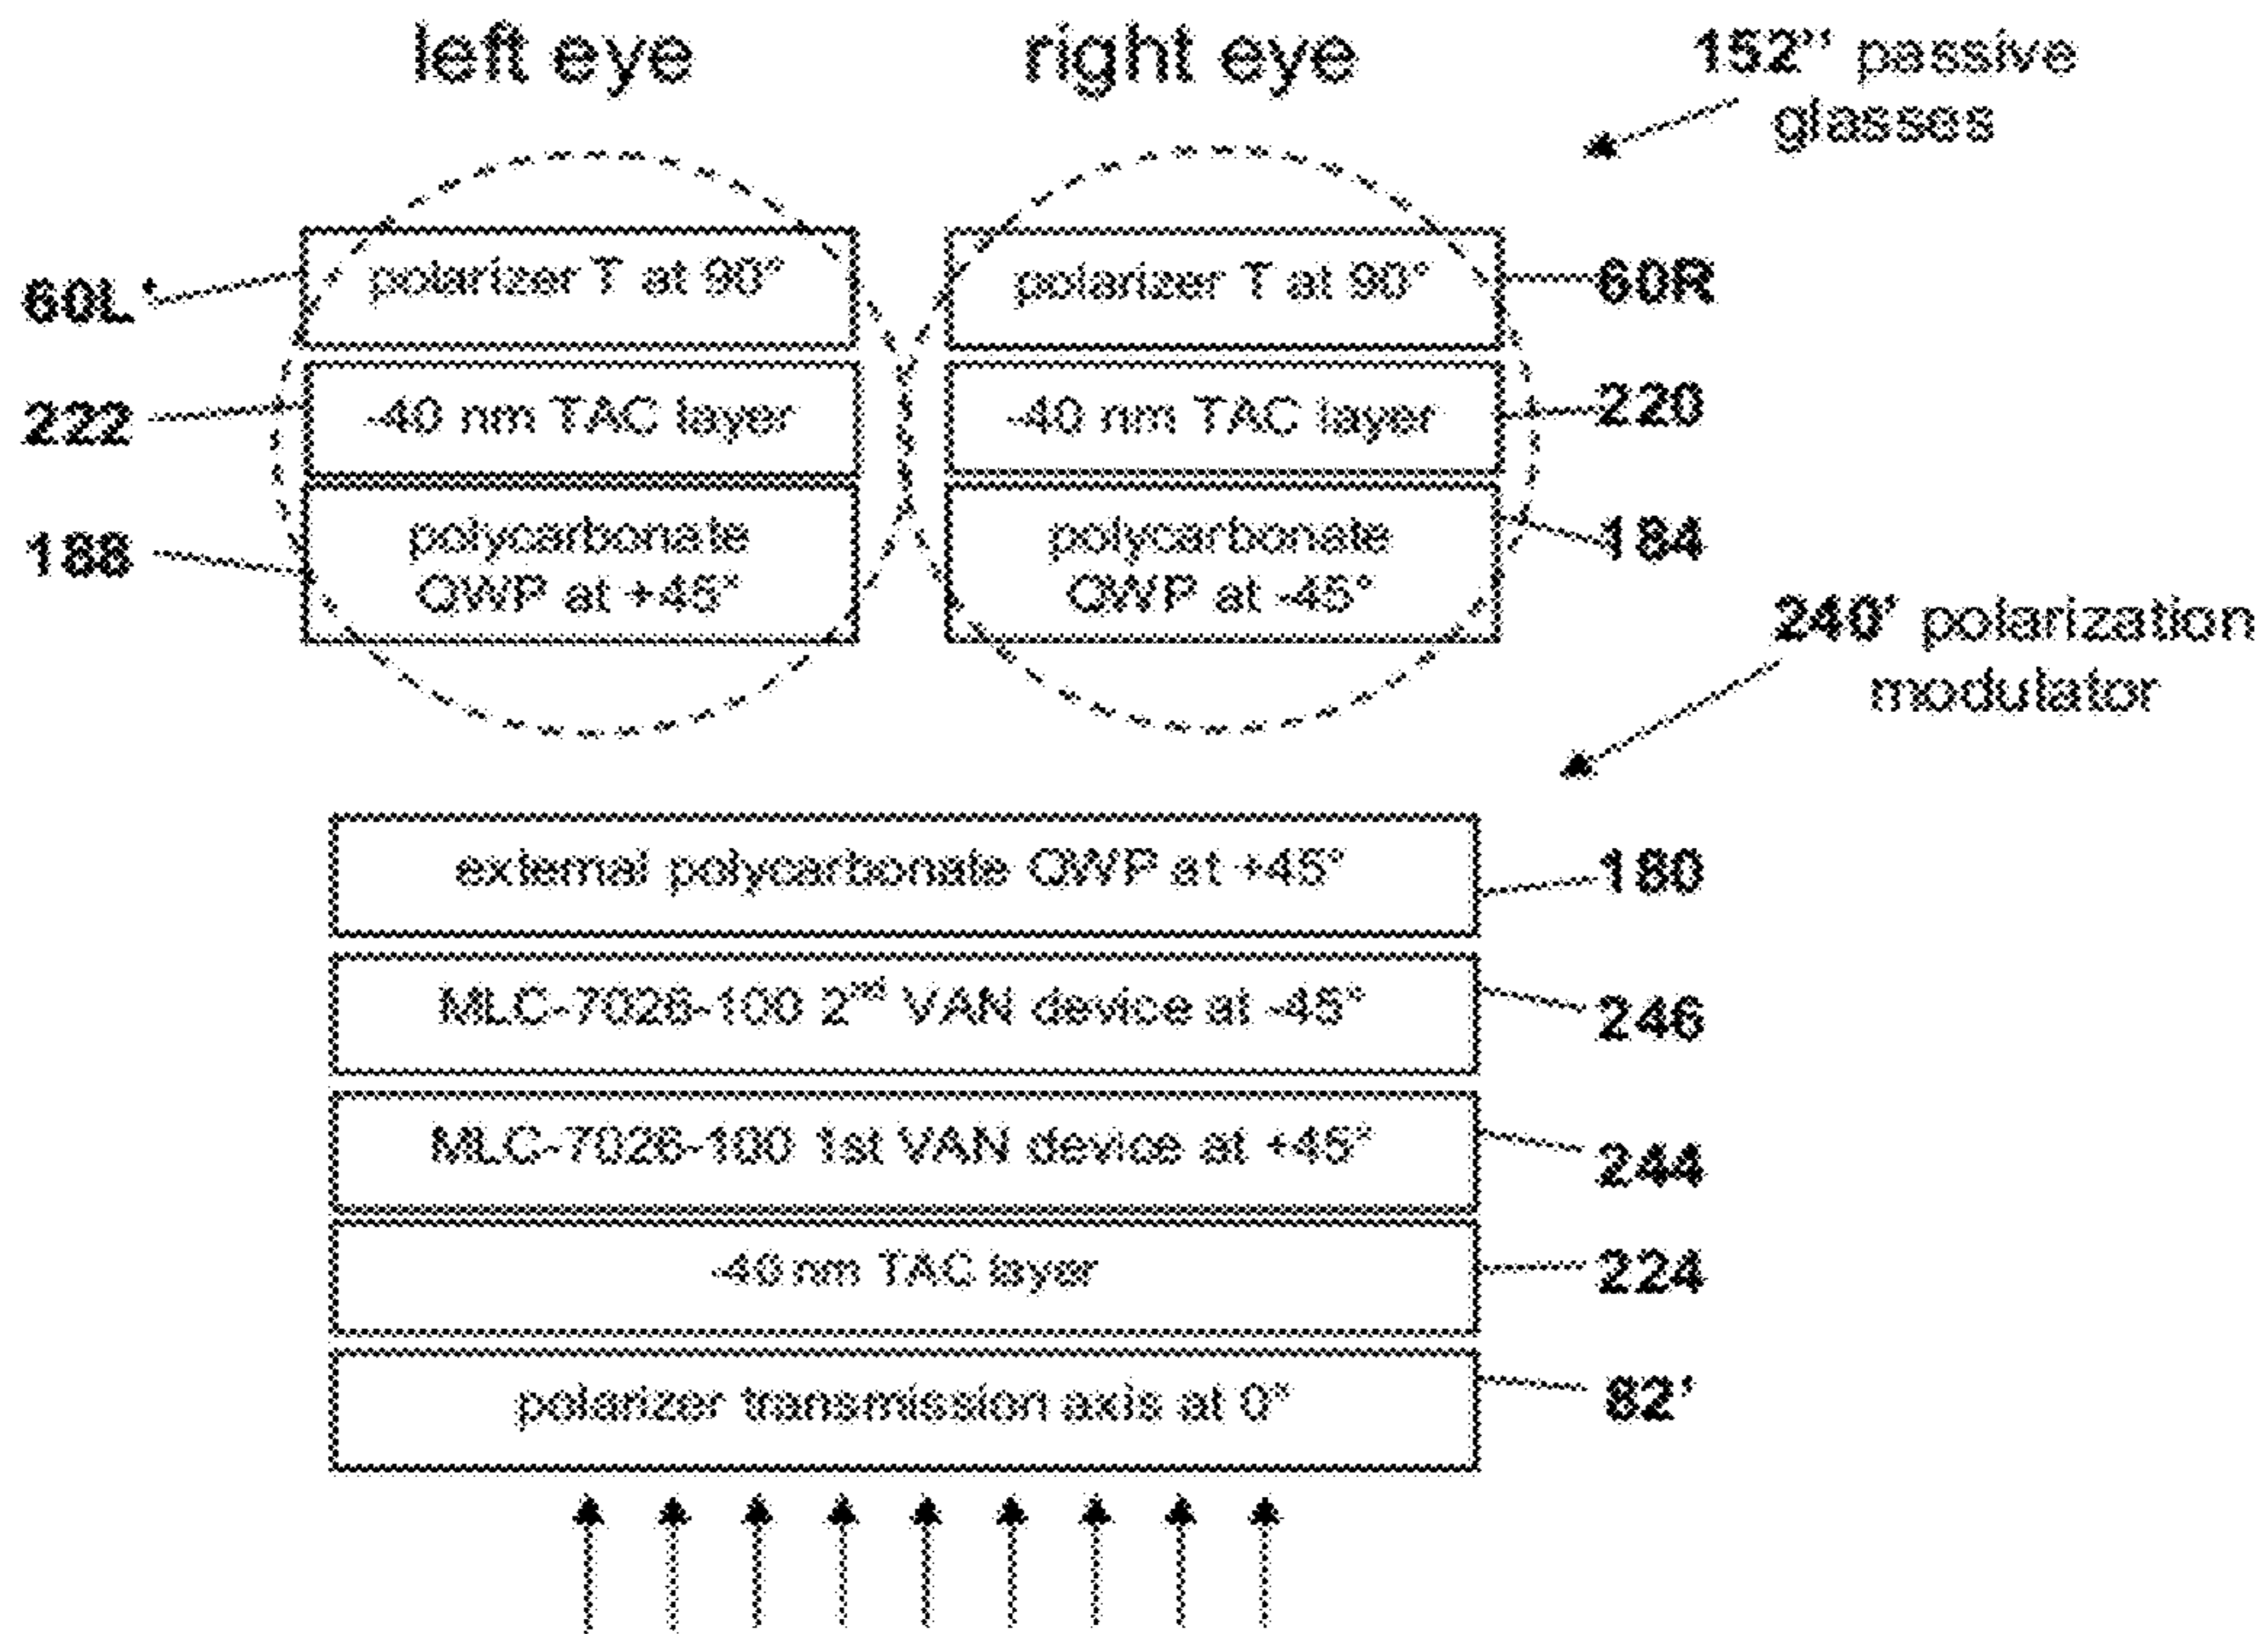 left eye
right eye
152'' passive
glasses
60L'
polarizer T at 90°
polarizer T at 90°
60R
222
-40 nm TAC layer
-40 nm TAC layer
220
188
polycarbonate
QWP at +45°
polycarbonate
QWP at -45°
184
240' polarization
modulator
external polycarbonate QWP at +45°
180
MLC-7026-100 2nd VAN device at -45°
246
MLC-7026-100 1st VAN device at +45°
244
-40 nm TAC layer
224
polarizer transmission axis at 0°
62'